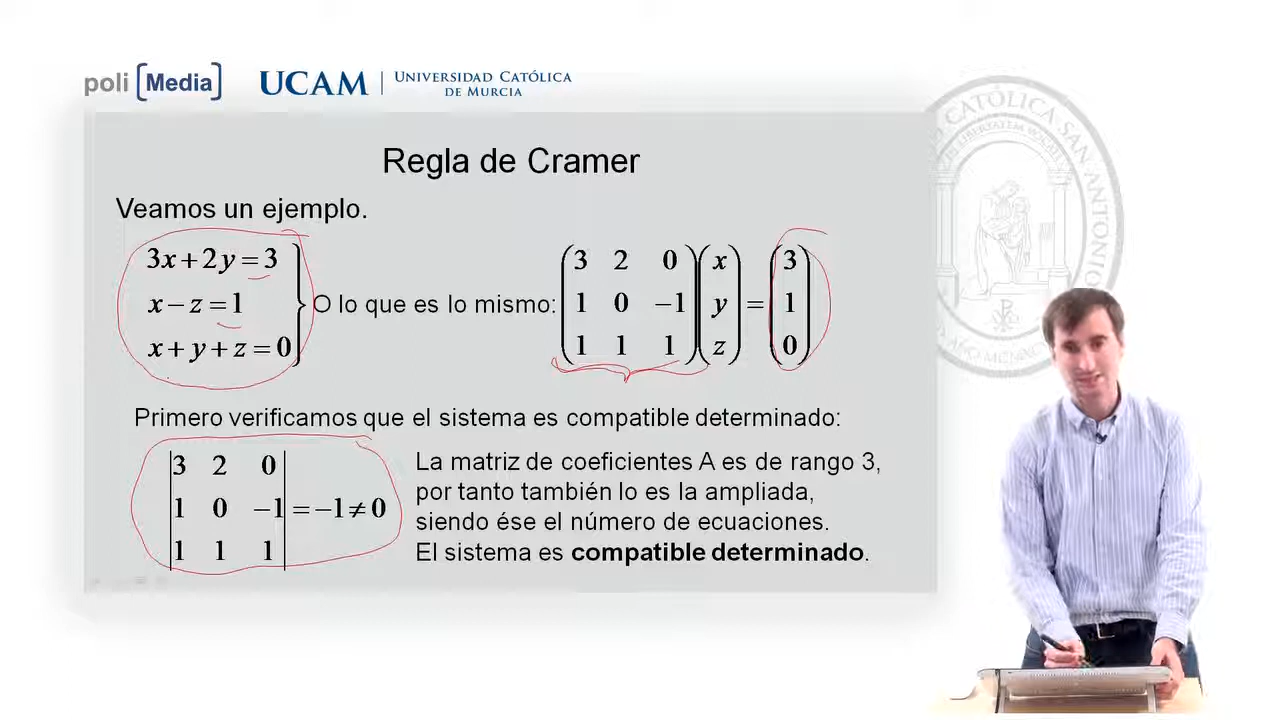 poli [Media] UCAM | UNIVERSIDAD CATÓLICA
DE MURCIA
Regla de Cramer
Veamos un ejemplo.
3x+2y=3
x−z=1
x+y+z=0
O lo que es lo mismo:
3 2 0 x 3
1 0 −1 y = 1
1 1 1 z 0
Primero verificamos que el sistema es compatible determinado:
3 2 0
1 0 −1 =−1≠0
1 1 1
La matriz de coeficientes A es de rango 3,
por tanto también lo es la ampliada,
siendo ése el número de ecuaciones.
El sistema es compatible determinado.
CATÓLICA SAN ANTONIO